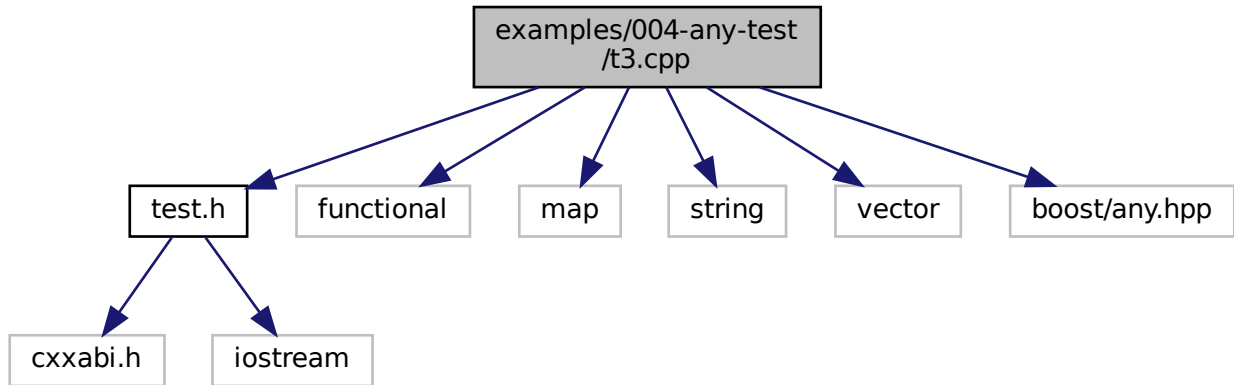 examples/004-any-test
/t3.cpp
test.h
functional
map
string
vector
boost/any.hpp
cxxabi.h
iostream